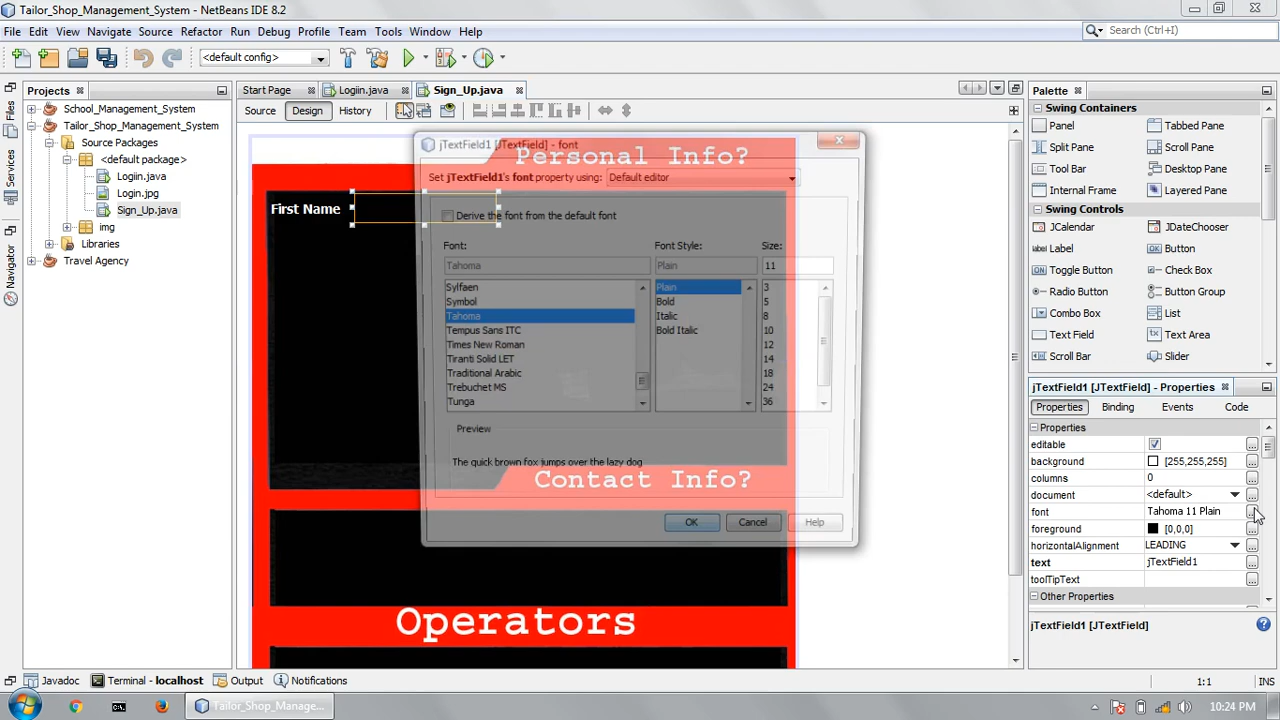 Tailor_Shop_Management_System - NetBeans IDE 8.2
File Edit View Navigate Source Refactor Run Debug Profile Team Tools Window Help
Search (Ctrl+I)
<default config>
Projects
Start Page
Logiin.java
Sign_Up.java
Palette
Source
Design
History
Files
Services
Navigator
School_Management_System
Tailor_Shop_Management_System
Source Packages
<default package>
Logiin.java
Login.jpg
Sign_Up.java
img
Libraries
Travel Agency
jTextField1 [JTextField] - font
Personal Info?
Set jTextField1's font property using:
Default editor
First Name
Derive the font from the default font
Font:
Font Style:
Size:
Tahoma
Plain
11
Sylfaen
Symbol
Tahoma
Tempus Sans ITC
Times New Roman
Tiranti Solid LET
Traditional Arabic
Trebuchet MS
Tunga
Plain
Bold
Italic
Bold Italic
3
5
8
10
12
14
18
24
36
Preview
The quick brown fox jumps over the lazy dog
Contact Info?
OK
Cancel
Help
Operators
Swing Containers
Panel
Tabbed Pane
Split Pane
Scroll Pane
Tool Bar
Desktop Pane
Internal Frame
Layered Pane
Swing Controls
JCalendar
JDateChooser
Label
Button
Toggle Button
Check Box
Radio Button
Button Group
Combo Box
List
Text Field
Text Area
Scroll Bar
Slider
jTextField1 [JTextField] - Properties
Properties
Binding
Events
Code
Properties
editable
background [255,255,255]
columns 0
document <default>
font Tahoma 11 Plain
foreground [0,0,0]
horizontalAlignment LEADING
text jTextField1
toolTipText
Other Properties
jTextField1 [JTextField]
Javadoc
Terminal - localhost
Output
Notifications
1:1
INS
Tailor_Shop_Manage...
10:24 PM